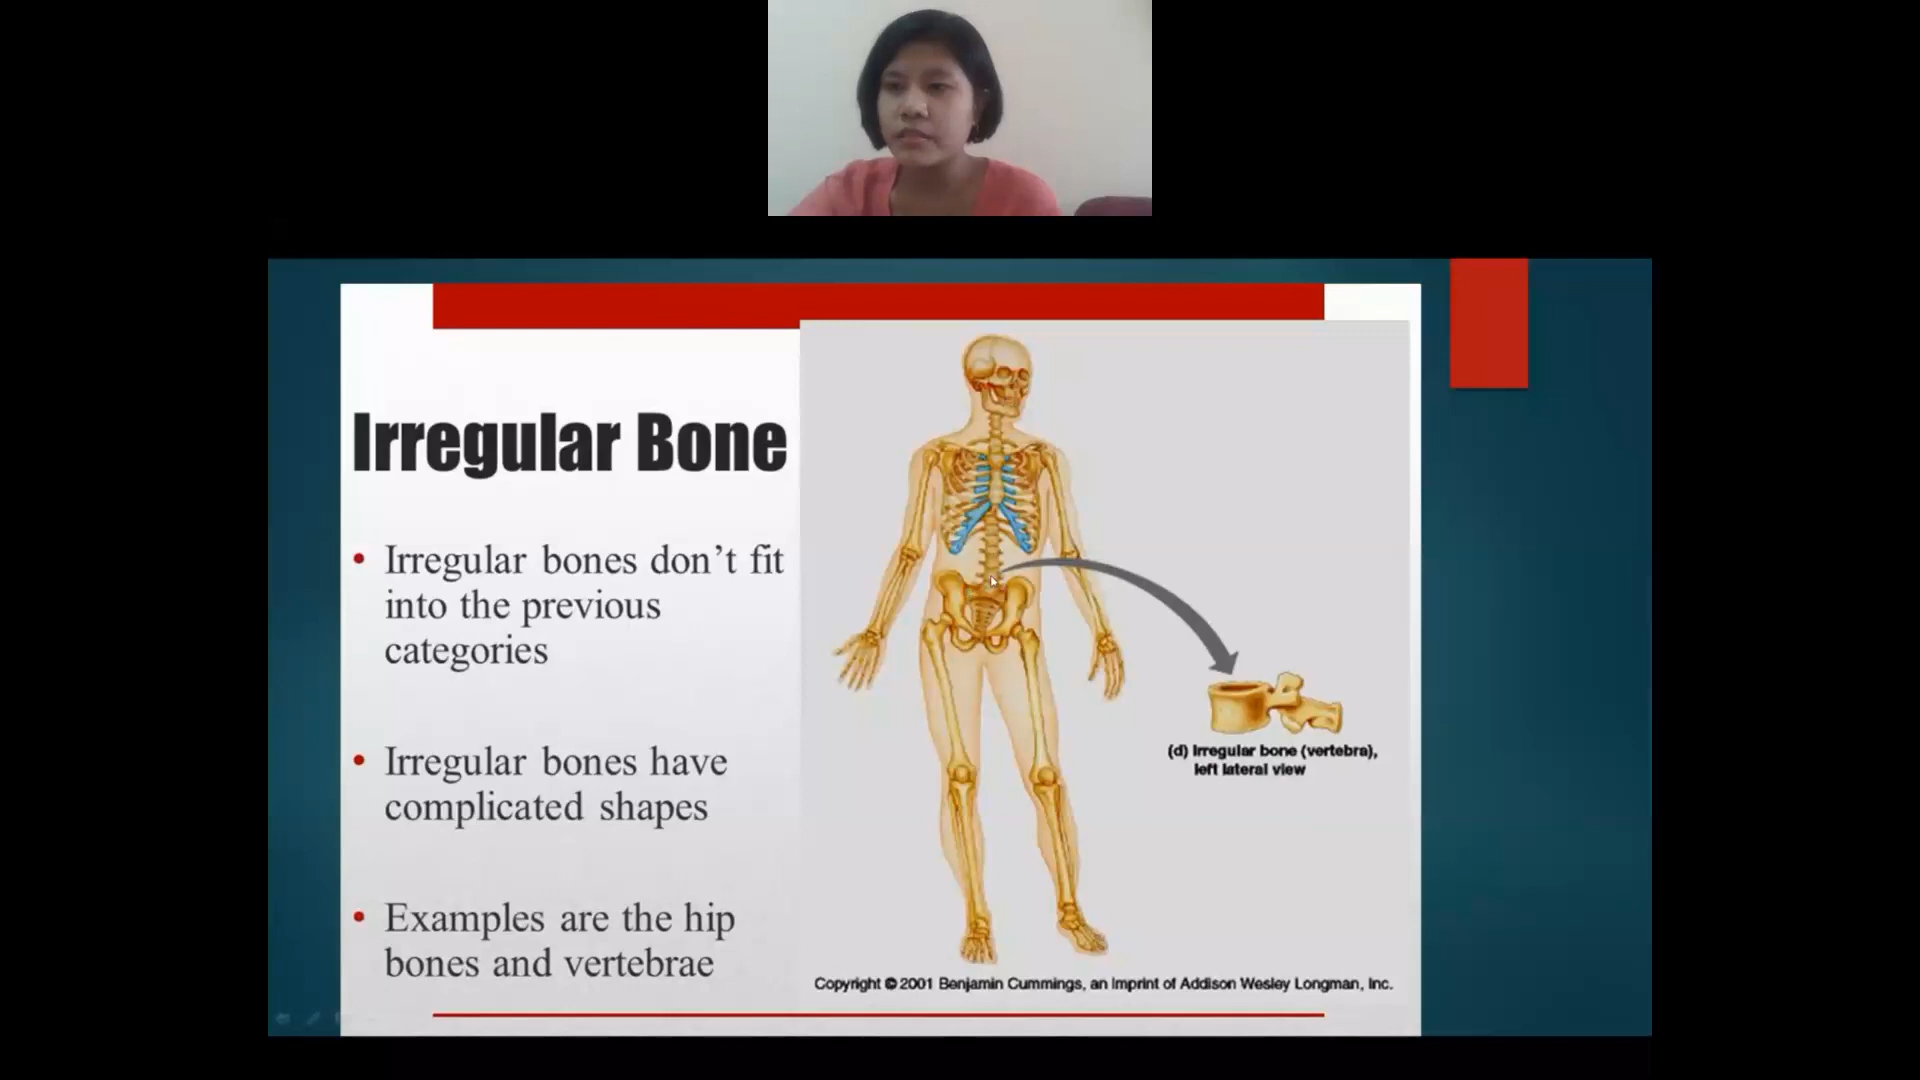 Irregular Bone
• Irregular bones don’t fit
into the previous
categories
• Irregular bones have
complicated shapes
• Examples are the hip
bones and vertebrae
(d) Irregular bone (vertebra),
left lateral view
Copyright © 2001 Benjamin Cummings, an Imprint of Addison Wesley Longman, Inc.